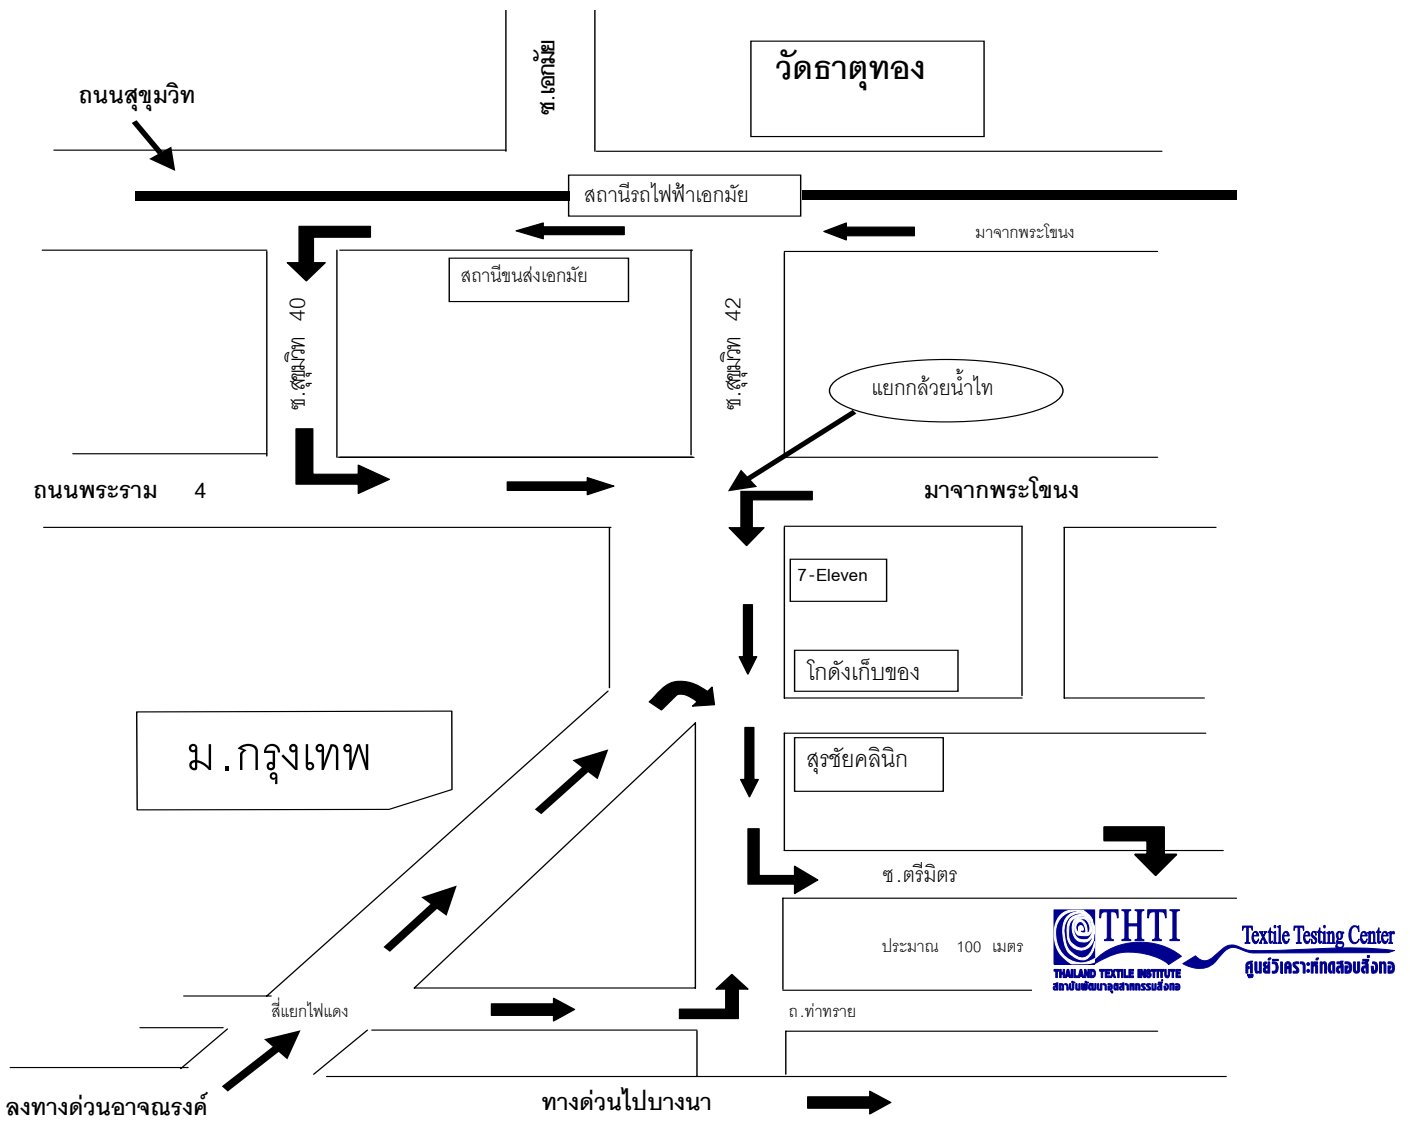 ซ.เอกมัย
วัดธาตุทอง
ถนนสุขุมวิท
สถานีรถไฟฟ้าเอกมัย
มาจากพระโขนง
สถานีขนส่งเอกมัย
ซ.สุขุมวิท 40
ซ.สุขุมวิท 42
แยกกล้วยน้ำไท
ถนนพระราม 4
มาจากพระโขนง
7-Eleven
โกดังเก็บของ
ม.กรุงเทพ
สุรชัยคลินิก
ซ.ตรีมิตร
ประมาณ 100 เมตร
THTI
THAILAND TEXTILE INSTITUTE
สถาบันพัฒนาอุตสาหกรรมสิ่งทอ
Textile Testing Center
ศูนย์วิเคราะห์ทดสอบสิ่งทอ
สี่แยกไฟแดง
ถ.ท่าทราย
ลงทางด่วนอาจณรงค์
ทางด่วนไปบางนา